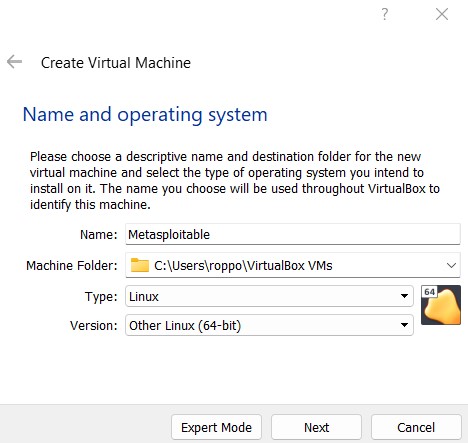 ?
Create Virtual Machine
Name and operating system
Please choose a descriptive name and destination folder for the new
virtual machine and select the type of operating system you intend to
install on it. The name you choose will be used throughout VirtualBox to
identify this machine.
Name: Metasploitable
Machine Folder: C:\Users\roppo\VirtualBox VMs
Type: Linux
64
Version: Other Linux (64-bit)
Expert Mode Next Cancel